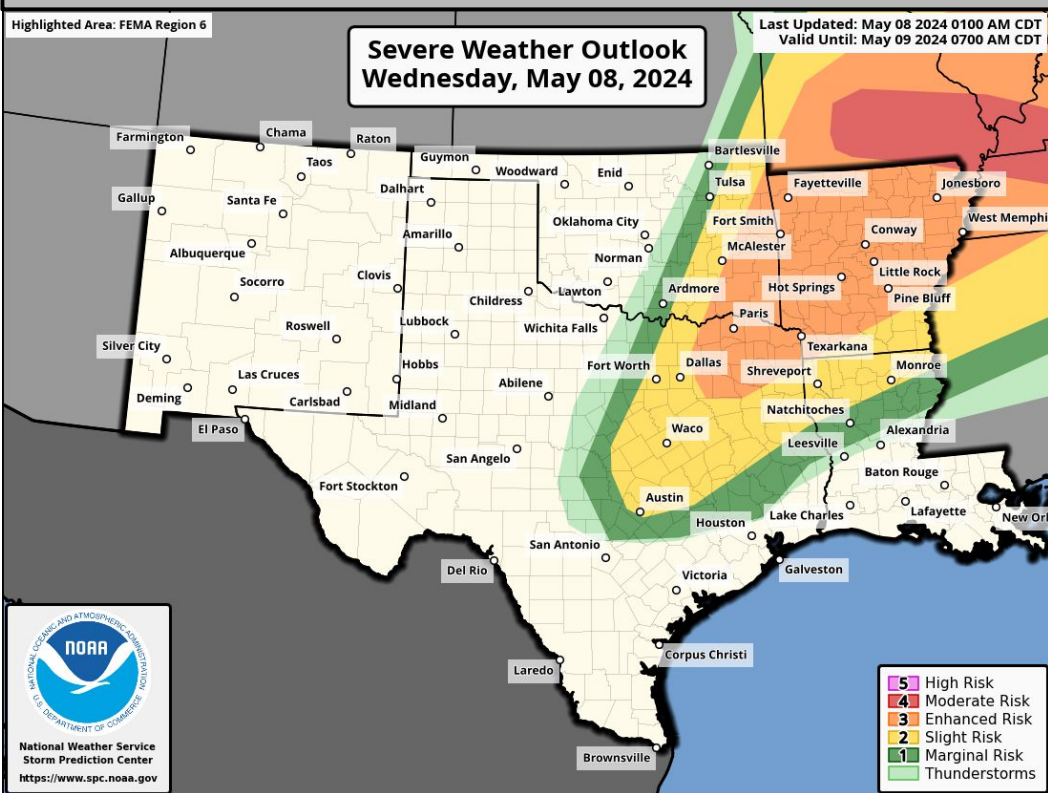 Highlighted Area: FEMA Region 6
Last Updated: May 08 2024 0100 AM CDT
Valid Until: May 09 2024 0700 AM CDT
Severe Weather Outlook
Wednesday, May 08, 2024
Farmington
Chama
Raton
Taos
Guymon
Woodward
Enid
Bartlesville
Tulsa
Fayetteville
Jonesboro
Gallup
Santa Fe
Dalhart
Oklahoma City
Fort Smith
West Memphi
Albuquerque
Amarillo
Norman
McAlester
Conway
Socorro
Clovis
Childress
Lawton
Ardmore
Hot Springs
Little Rock
Pine Bluff
Roswell
Lubbock
Wichita Falls
Paris
Texarkana
Silver City
Las Cruces
Hobbs
Fort Worth
Dallas
Shreveport
Monroe
Deming
Carlsbad
Midland
Abilene
Natchitoches
El Paso
Waco
Leesville
Alexandria
San Angelo
Fort Stockton
Baton Rouge
Austin
Houston
Lake Charles
Lafayette
New Orl
San Antonio
Del Rio
Galveston
Victoria
Laredo
Corpus Christi
Brownsville
NATIONAL OCEANIC AND ATMOSPHERIC ADMINISTRATION
NOAA
U.S. DEPARTMENT OF COMMERCE
National Weather Service
Storm Prediction Center
https://www.spc.noaa.gov
5 High Risk
4 Moderate Risk
3 Enhanced Risk
2 Slight Risk
1 Marginal Risk
Thunderstorms